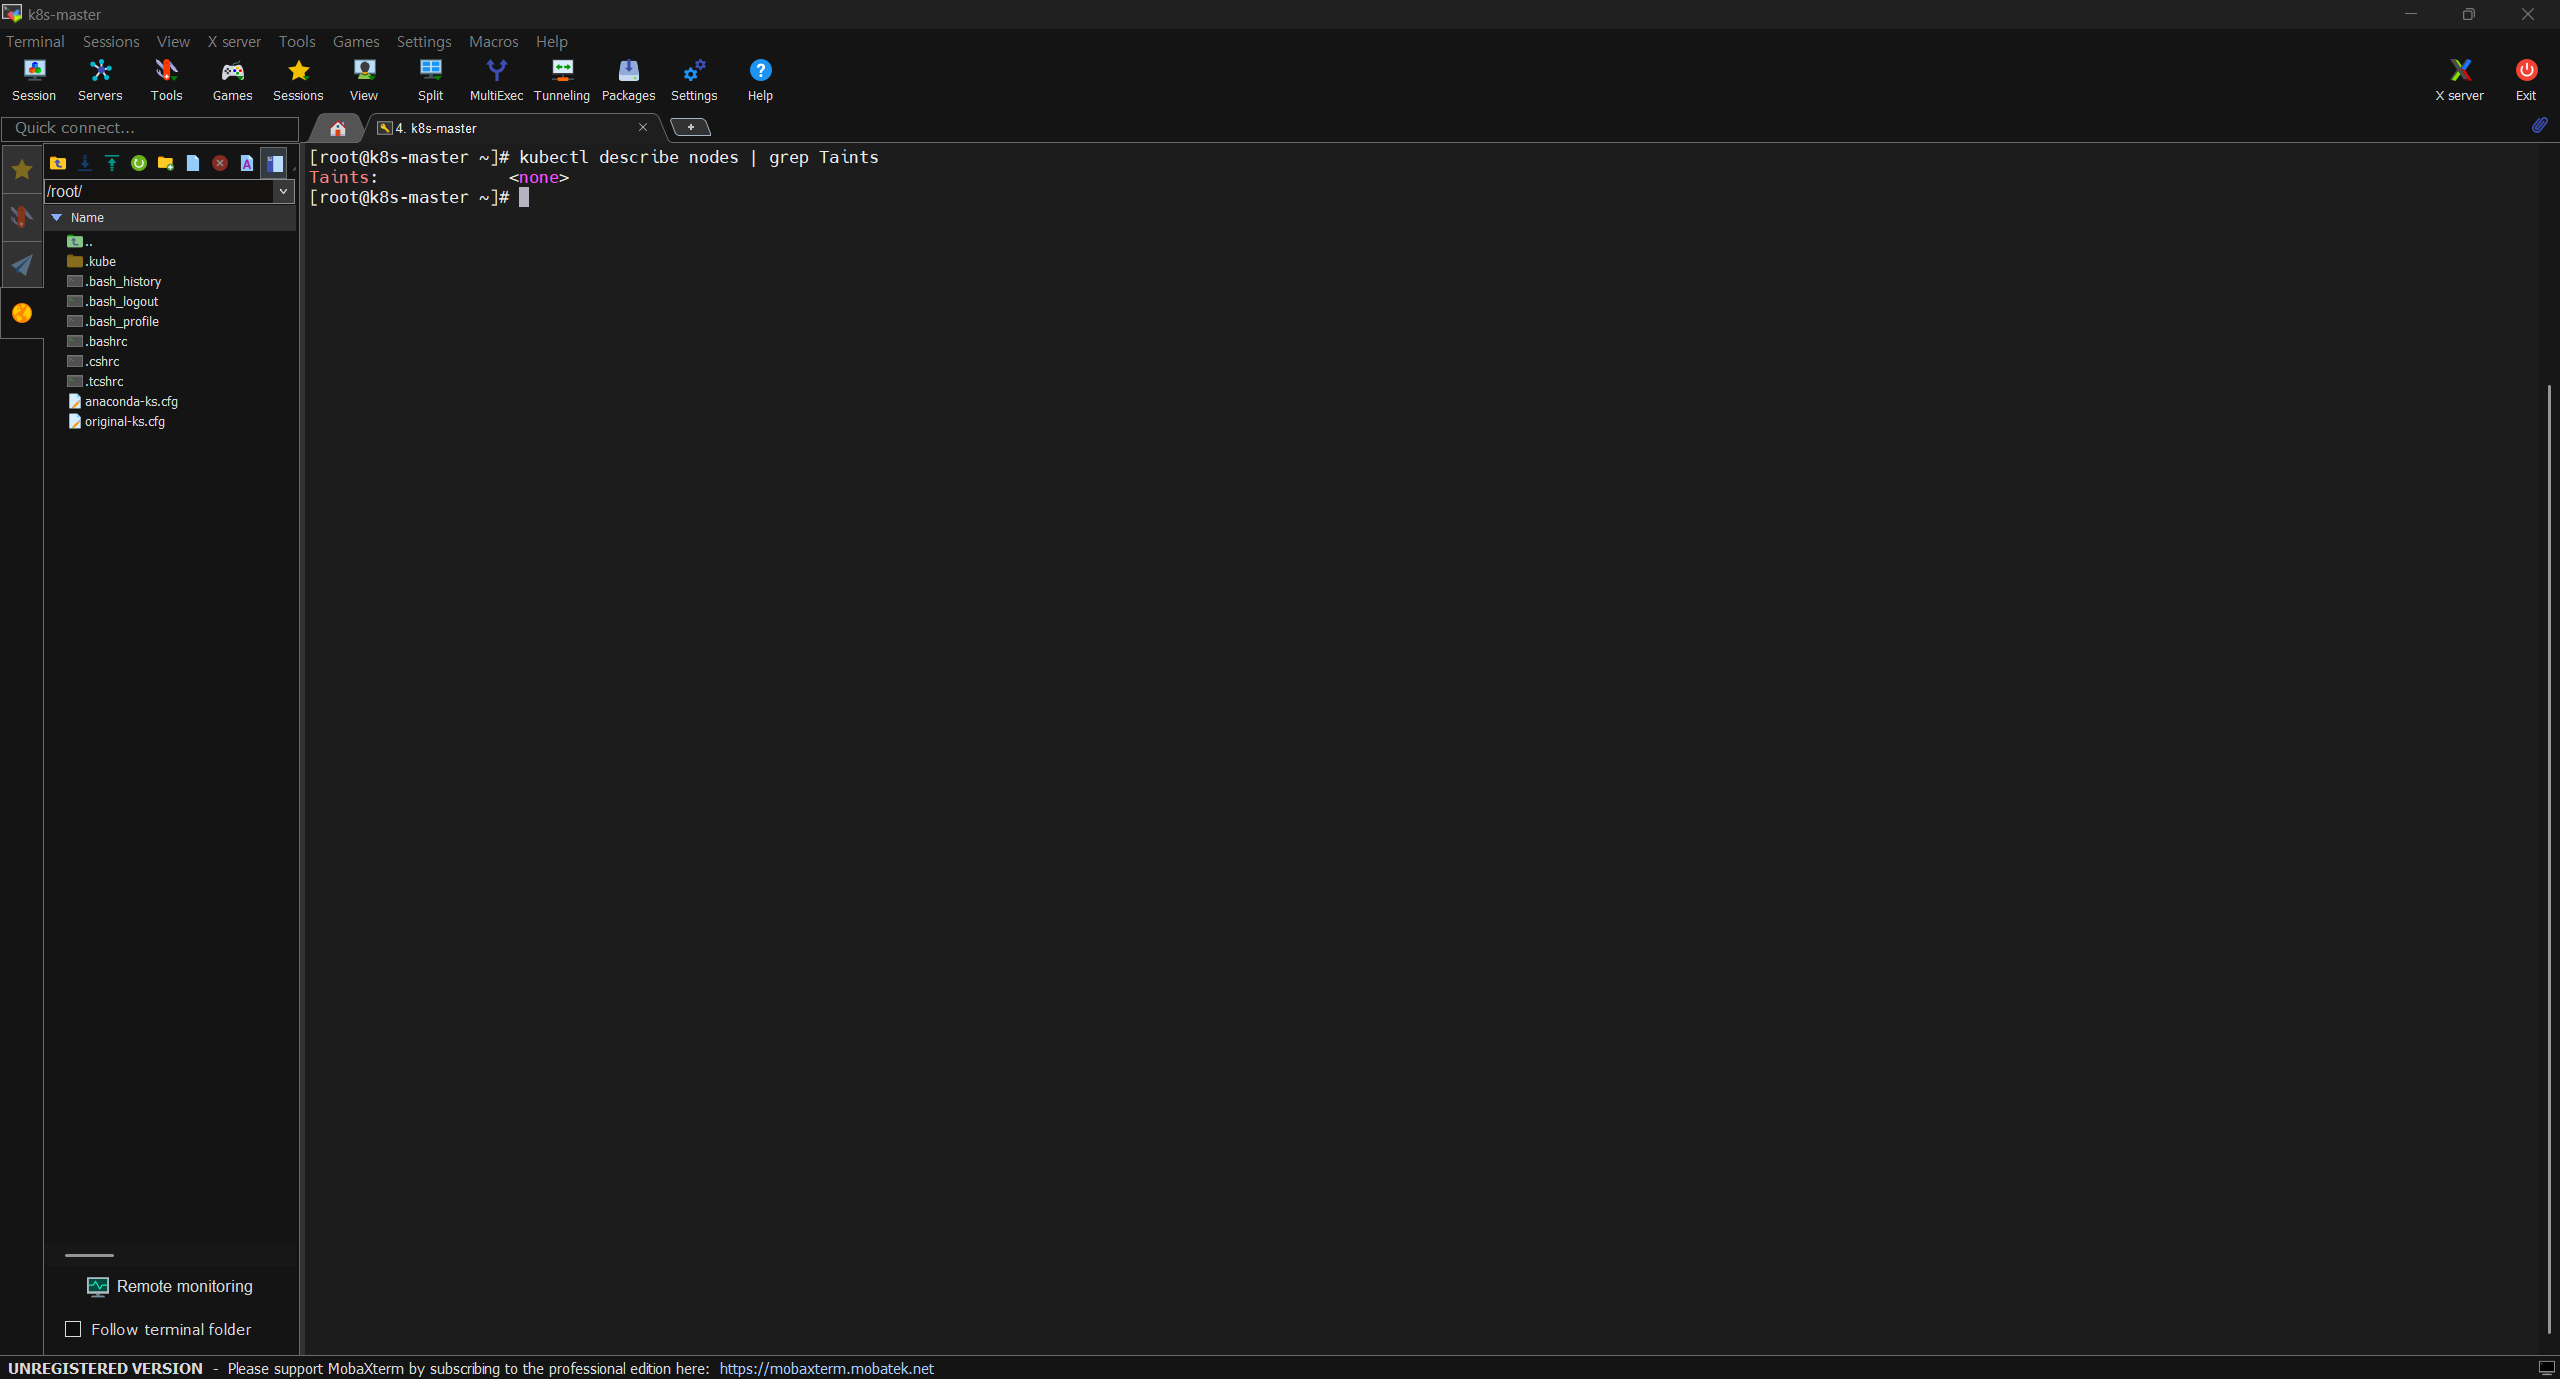 k8s-master
Terminal Sessions View X server Tools Games Settings Macros Help
Session Servers Tools Games Sessions View Split MultiExec Tunneling Packages Settings Help X server Exit
Quick connect...
4. k8s-master
/root/
Name
..
.kube
.bash_history
.bash_logout
.bash_profile
.bashrc
.cshrc
.tcshrc
anaconda-ks.cfg
original-ks.cfg
[root@k8s-master ~]# kubectl describe nodes | grep Taints
Taints: <none>
[root@k8s-master ~]#
Remote monitoring
Follow terminal folder
UNREGISTERED VERSION - Please support MobaXterm by subscribing to the professional edition here: https://mobaxterm.mobatek.net